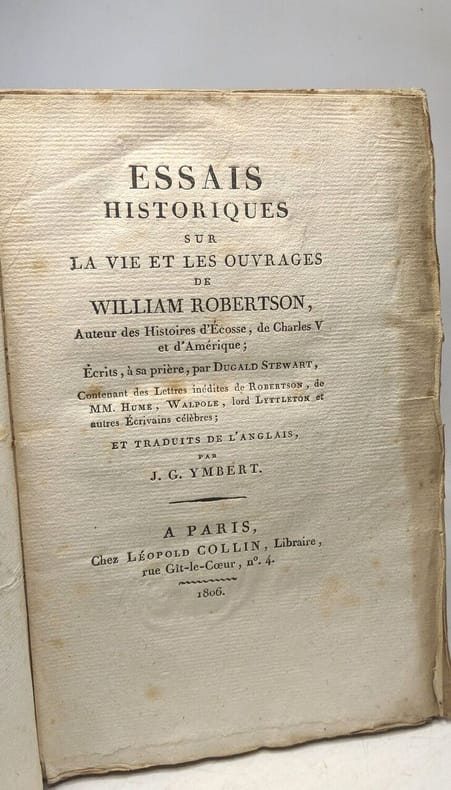 ESSAIS
HISTORIQUES
SUR
LA VIE ET LES OUVRAGES
DE
WILLIAM ROBERTSON,
Auteur des Histoires d'Écosse, de Charles V
et d'Amérique;
Écrits, à sa prière, par DUGALD STEWART,
Contenant des Lettres inédites de ROBERTSON, de
MM. HUME, WALPOLE, lord LYTTLETON et
autres Écrivains célèbres;
ET TRADUITS DE L'ANGLAIS,
PAR
J. G. YMBERT.
A PARIS,
Chez LÉOPOLD COLLIN, Libraire,
rue Gît-le-Cœur, nº. 4.
1806.